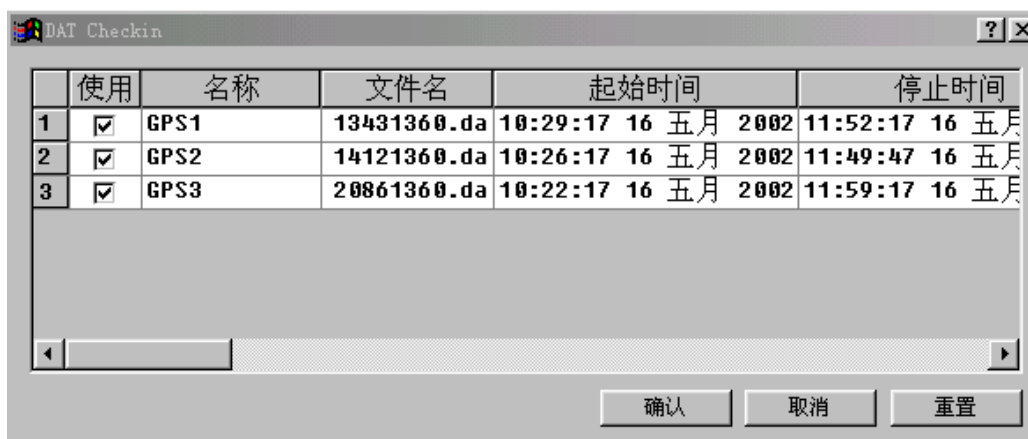 DAT Checkin
使用 名称 文件名 起始时间 停止时间
1 GPS1 13431360.da 10:29:17 16 五月 2002 11:52:17 16 五月
2 GPS2 14121360.da 10:26:17 16 五月 2002 11:49:47 16 五月
3 GPS3 20861360.da 10:22:17 16 五月 2002 11:59:17 16 五月
确认 取消 重置